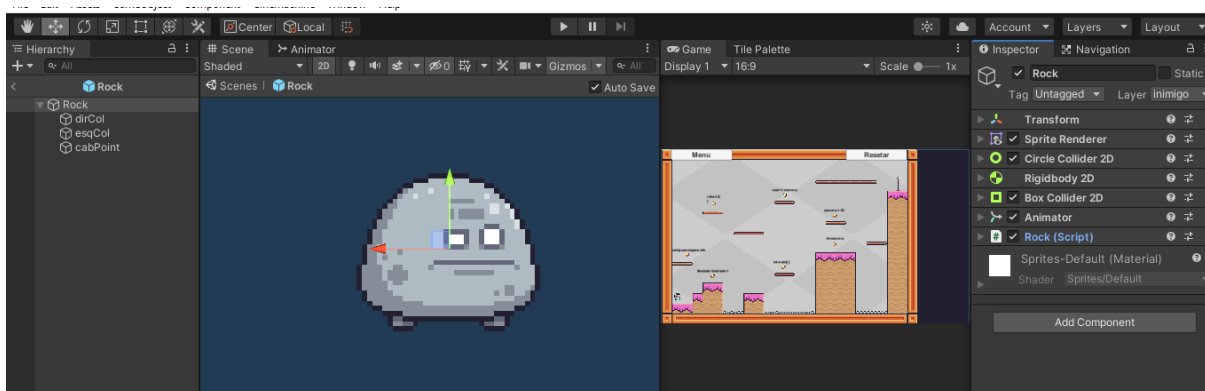 Center Local Account Layers Layout
Hierarchy # Scene Animator Game Tile Palette Inspector Navigation
All Shaded 2D 0 Gizmos All Display 1 16:9 Scale 1x Rock Static
Rock Scenes Rock Auto Save Tag Untagged Layer inimigo
Rock
dirCol
esqCol
cabPoint
Menu Resetar
Transform
Sprite Renderer
Circle Collider 2D
Rigidbody 2D
Box Collider 2D
Animator
# Rock (Script)
Sprites-Default (Material)
Shader Sprites/Default
Add Component